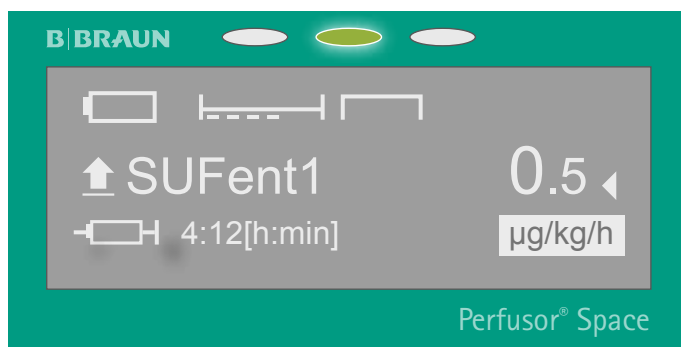 B|BRAUN
SUFent1 0.5
4:12[h:min] µg/kg/h
Perfusor® Space